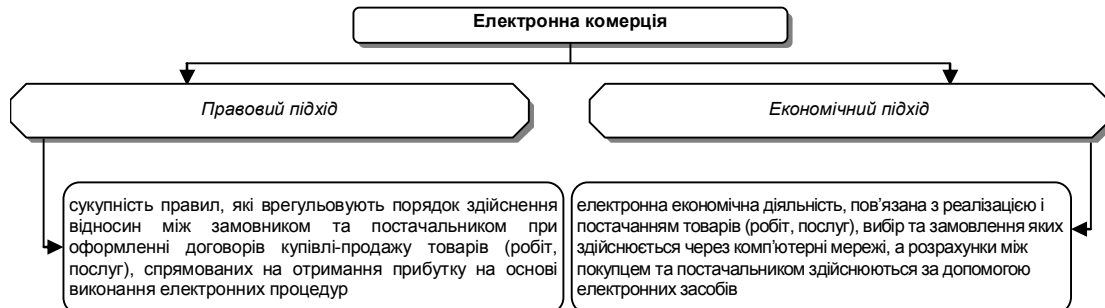 Електронна комерція
Правовий підхід
Економічний підхід
сукупність правил, які врегульовують порядок здійснення
відносин між замовником та постачальником при
оформленні договорів купівлі-продажу товарів (робіт,
послуг), спрямованих на отримання прибутку на основі
виконання електронних процедур
електронна економічна діяльність, пов'язана з реалізацією і
постачанням товарів (робіт, послуг), вибір та замовлення яких
здійснюється через комп'ютерні мережі, а розрахунки між
покупцем та постачальником здійснюються за допомогою
електронних засобів